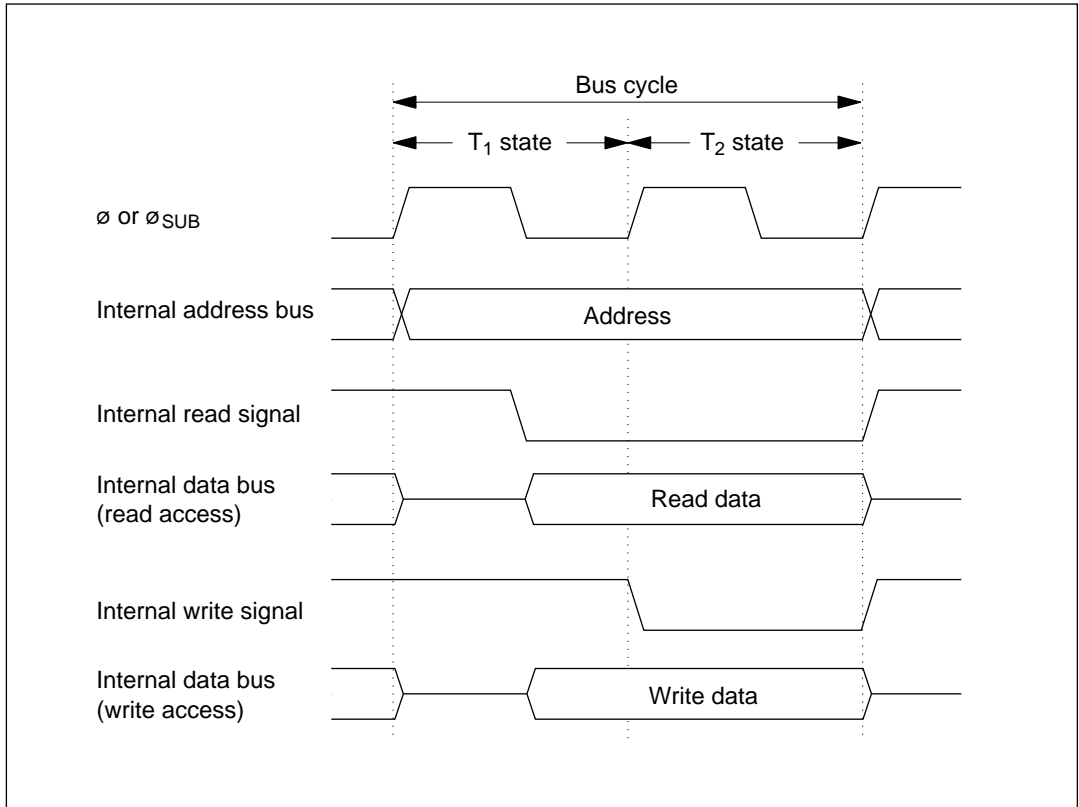 Bus cycle
T₁ state
T₂ state
ø or øSUB
Internal address bus
Address
Internal read signal
Internal data bus
(read access)
Read data
Internal write signal
Internal data bus
(write access)
Write data